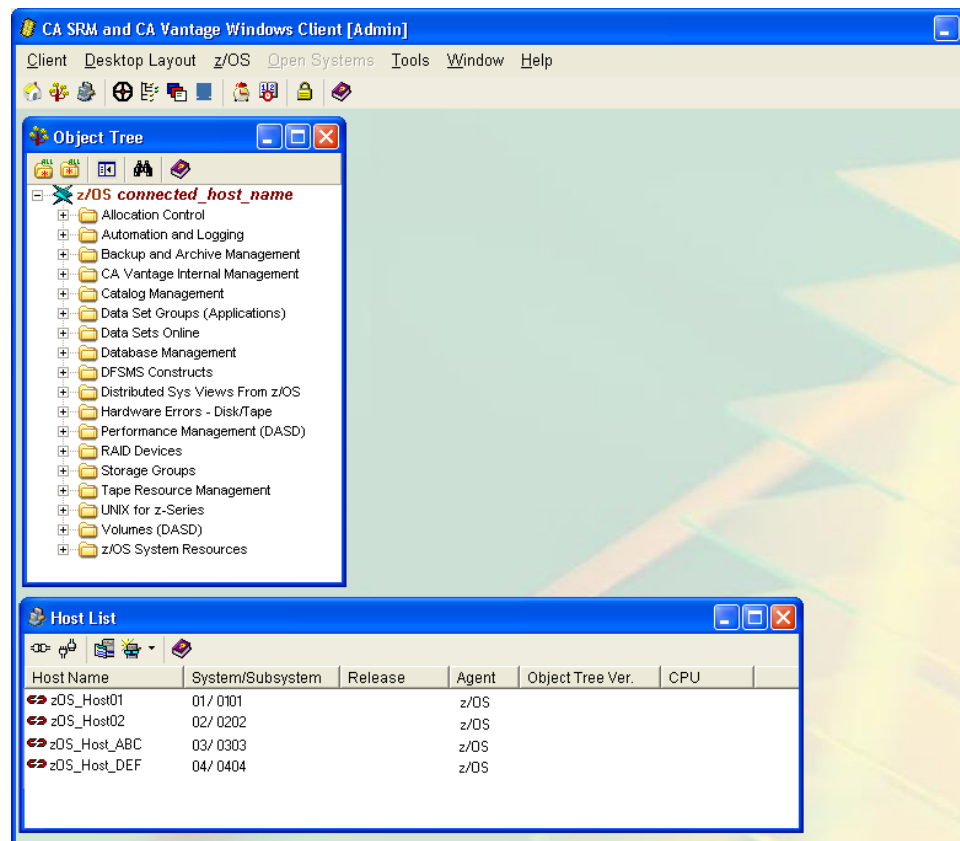 CA SRM and CA Vantage Windows Client [Admin]
Client Desktop Layout z/OS Open Systems Tools Window Help
Object Tree
ALL ALL
z/OS connected_host_name
Allocation Control
Automation and Logging
Backup and Archive Management
CA Vantage Internal Management
Catalog Management
Data Set Groups (Applications)
Data Sets Online
Database Management
DFSMS Constructs
Distributed Sys Views From z/OS
Hardware Errors - Disk/Tape
Performance Management (DASD)
RAID Devices
Storage Groups
Tape Resource Management
UNIX for z-Series
Volumes (DASD)
z/OS System Resources
Host List
Host Name System/Subsystem Release Agent Object Tree Ver. CPU
zOS_Host01 01/ 0101 z/OS
zOS_Host02 02/ 0202 z/OS
zOS_Host_ABC 03/ 0303 z/OS
zOS_Host_DEF 04/ 0404 z/OS